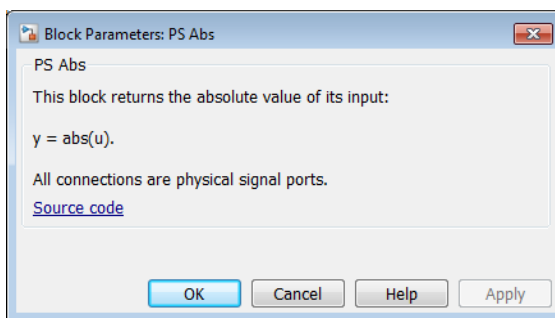 Block Parameters: PS Abs
PS Abs
This block returns the absolute value of its input:
y = abs(u).
All connections are physical signal ports.
Source code
OK Cancel Help Apply